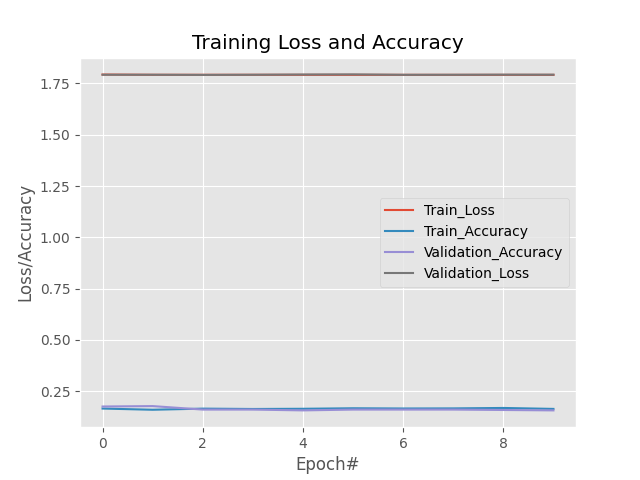 Training Loss and Accuracy
1.75
1.50
1.25
1.00
0.75
0.50
0.25
Loss/Accuracy
Train_Loss
Train_Accuracy
Validation_Accuracy
Validation_Loss
0 2 4 6 8
Epoch#